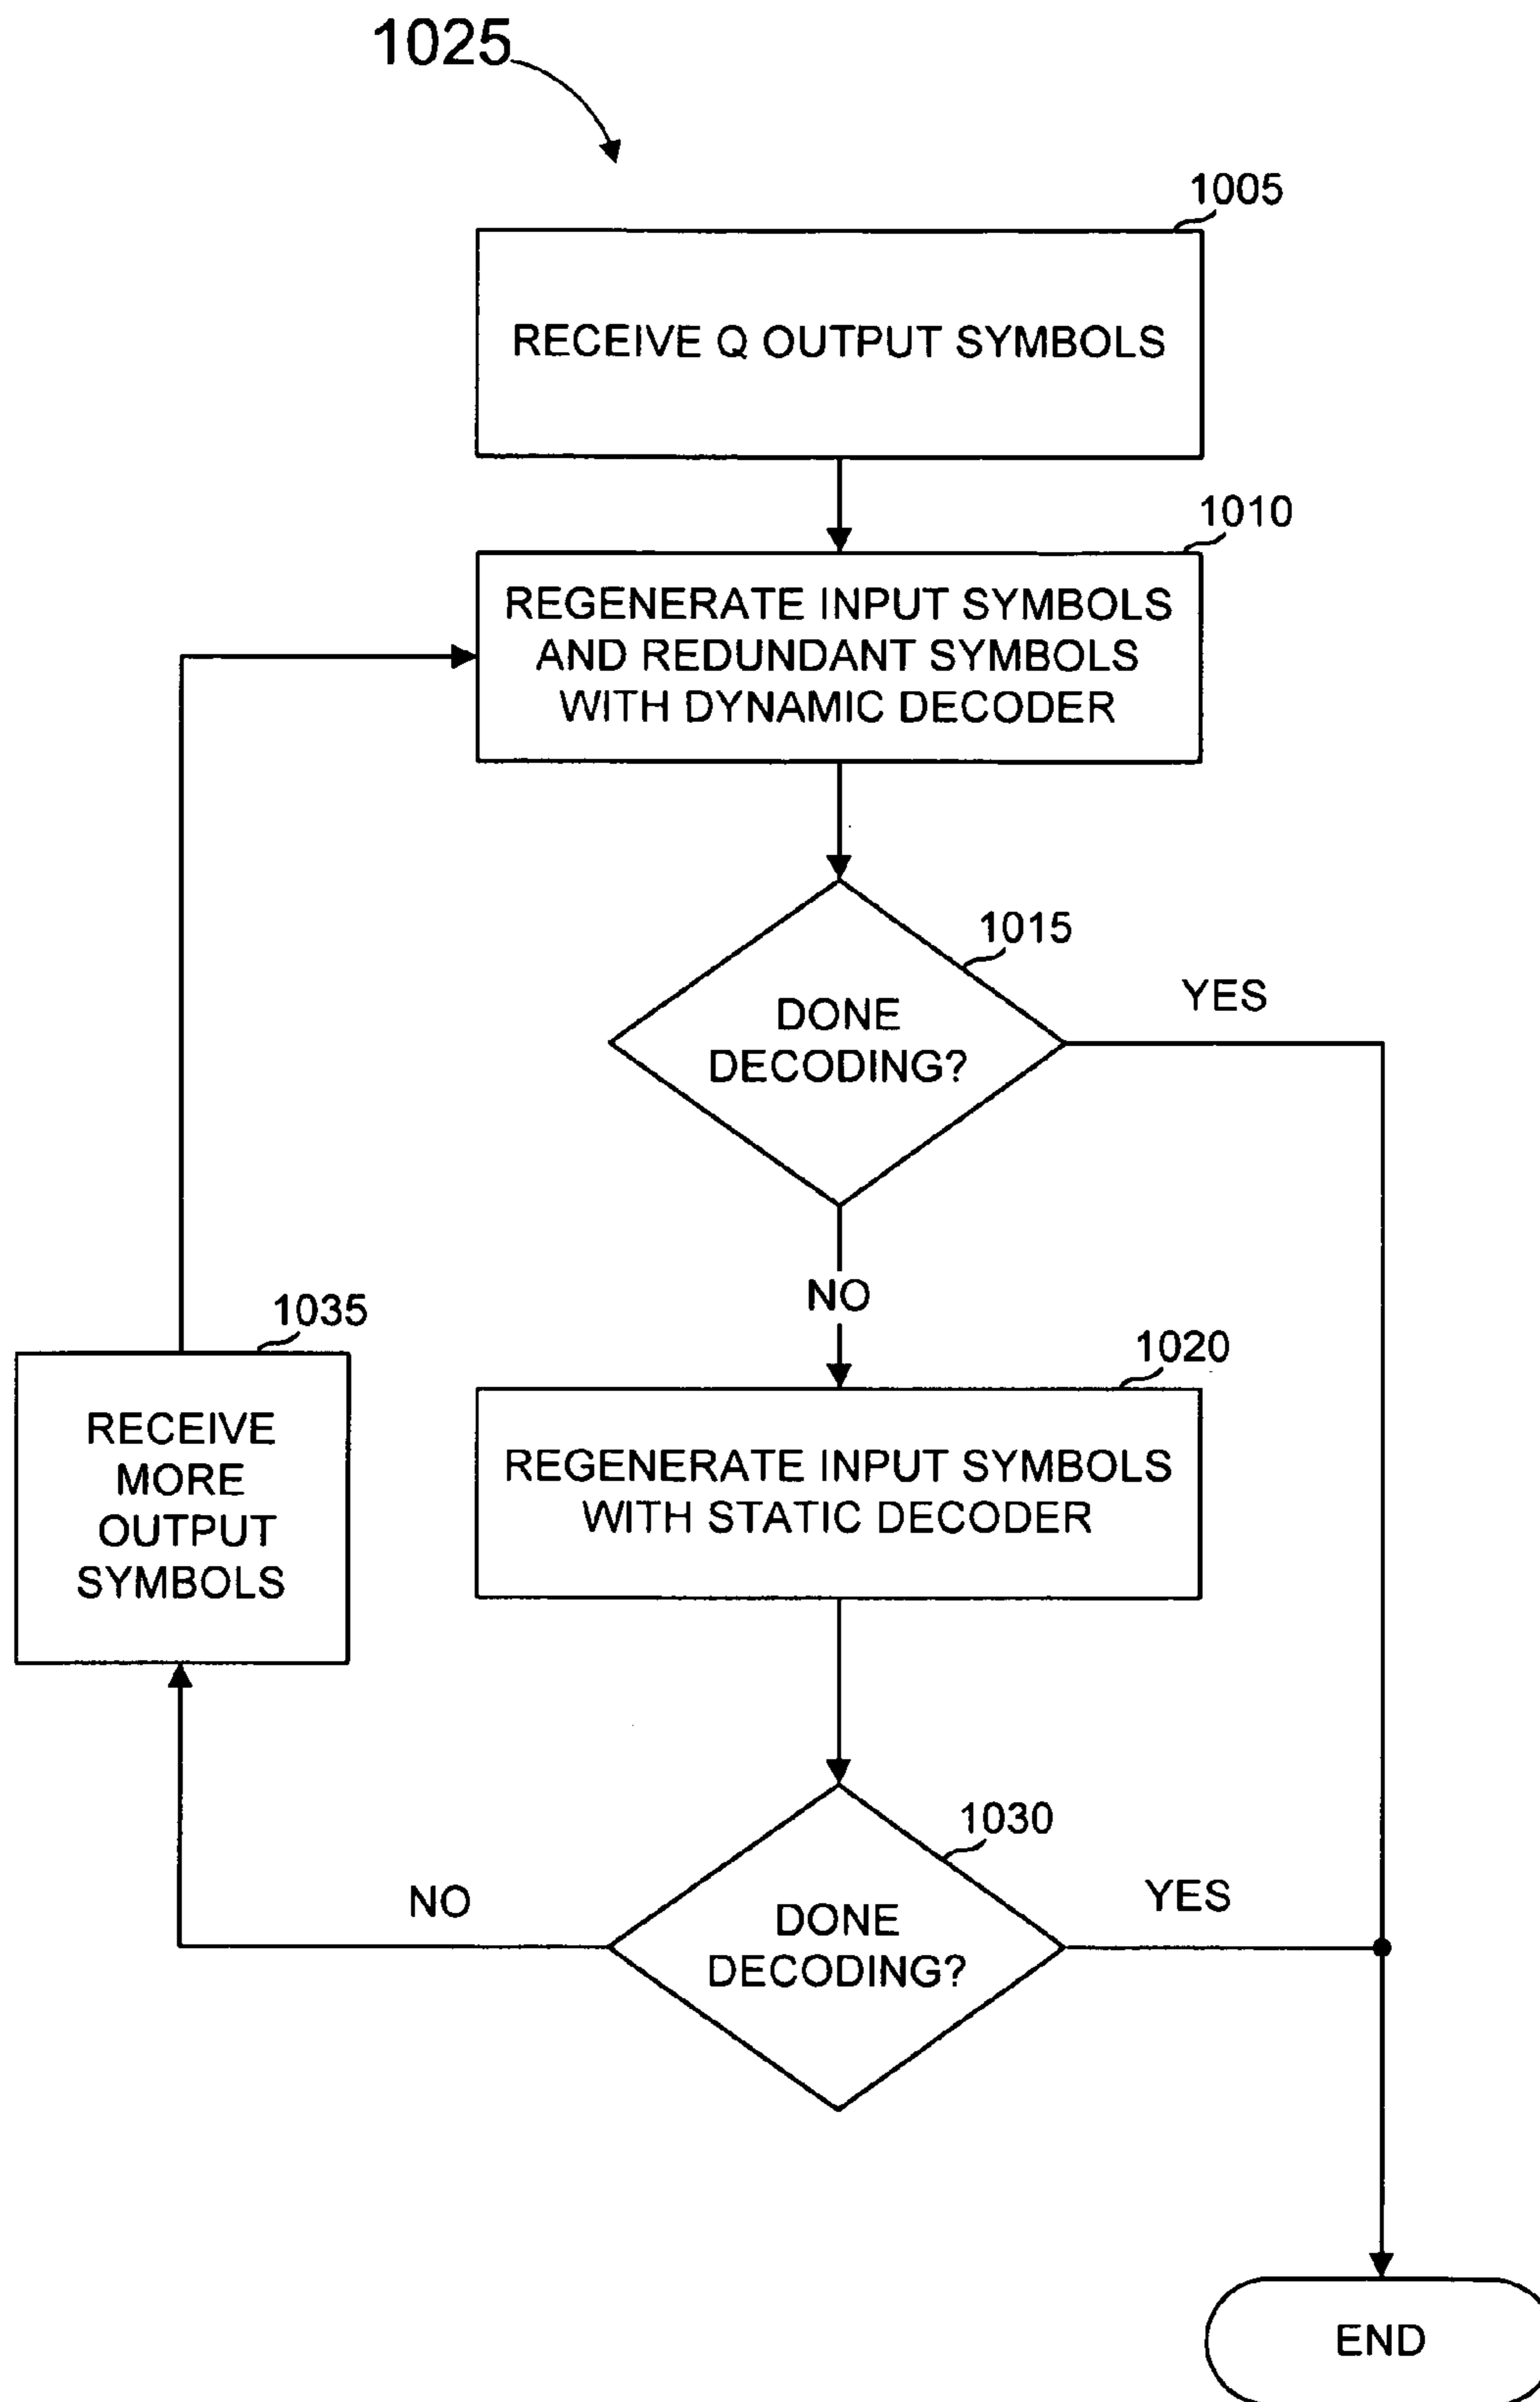 1025
1005
RECEIVE Q OUTPUT SYMBOLS
1010
REGENERATE INPUT SYMBOLS
AND REDUNDANT SYMBOLS
WITH DYNAMIC DECODER
1015
DONE
DECODING?
YES
NO
1035
RECEIVE
MORE
OUTPUT
SYMBOLS
1020
REGENERATE INPUT SYMBOLS
WITH STATIC DECODER
1030
DONE
DECODING?
NO
YES
END